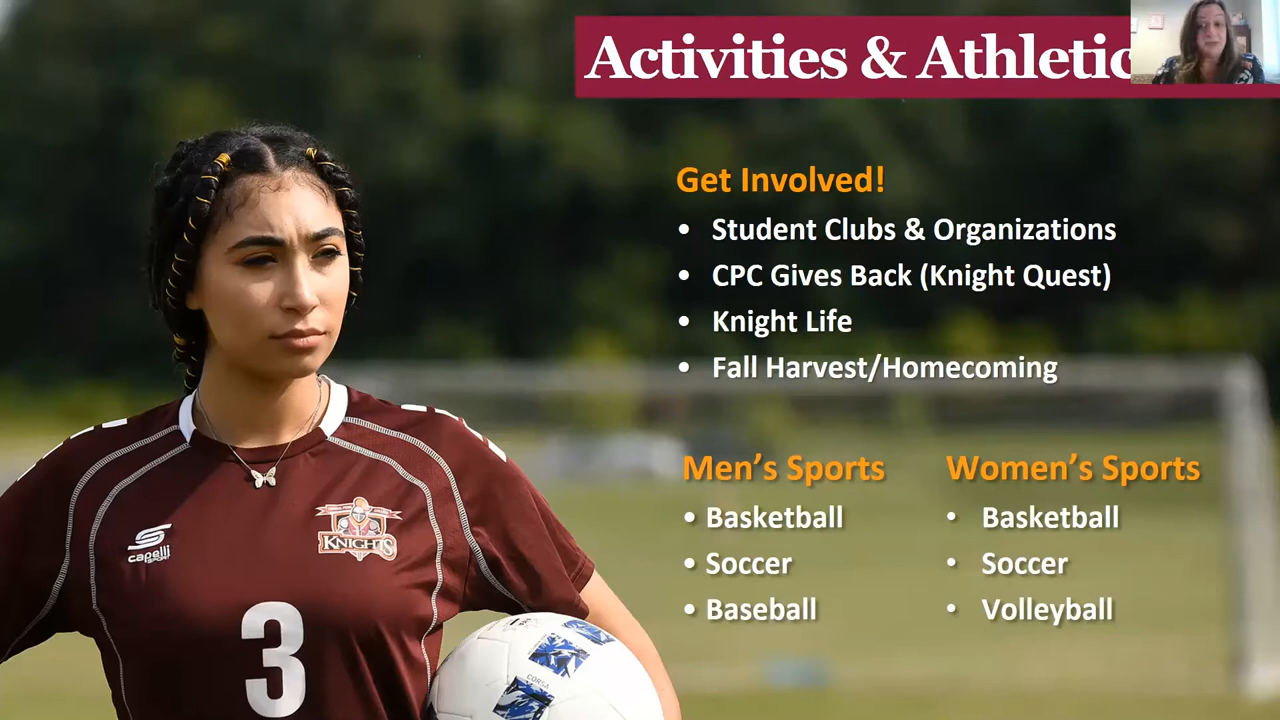 Activities & Athletic
Get Involved!
• Student Clubs & Organizations
• CPC Gives Back (Knight Quest)
• Knight Life
• Fall Harvest/Homecoming
Men’s Sports
• Basketball
• Soccer
• Baseball
Women’s Sports
• Basketball
• Soccer
• Volleyball
capelli
KNIGHTS
3
CORSA